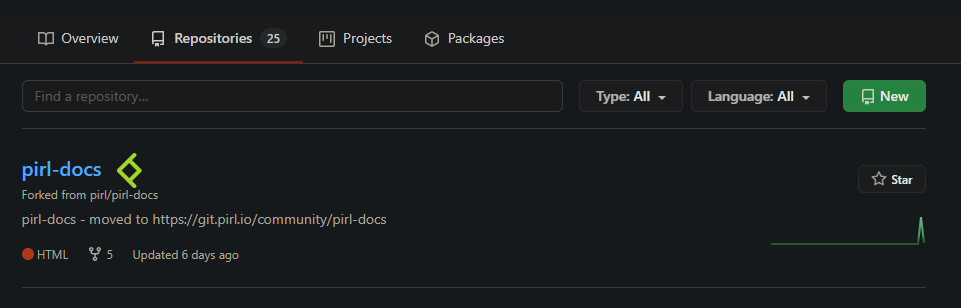 Overview Repositories 25 Projects Packages
Find a repository... Type: All Language: All New
pirl-docs
Star
Forked from pirl/pirl-docs
pirl-docs - moved to https://git.pirl.io/community/pirl-docs
HTML 5 Updated 6 days ago